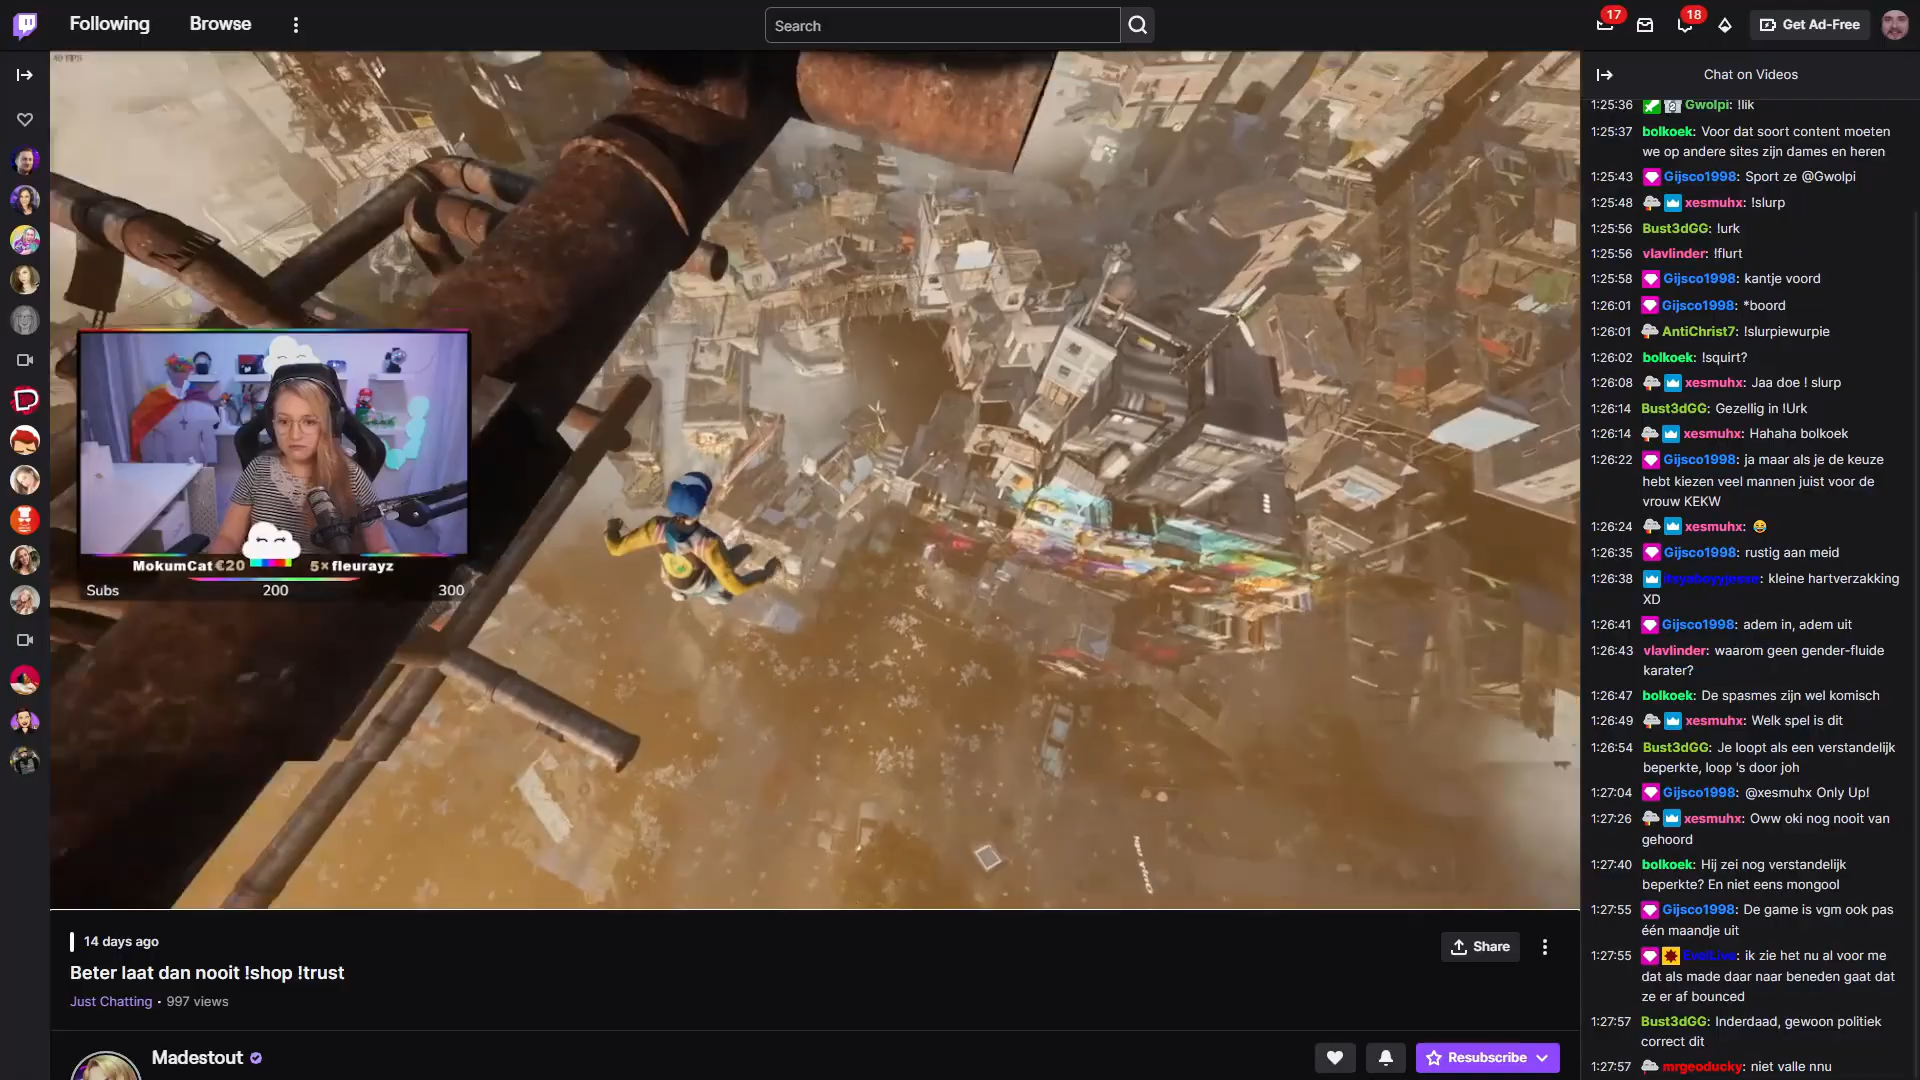 Following
Browse
Search
17
18
Get Ad-Free
Chat on Videos
1:25:36 Gwolpi: !lik
1:25:37 bolkoek: Voor dat soort content moeten
we op andere sites zijn dames en heren
1:25:43 Gijsco1998: Sport ze @Gwolpi
1:25:48 xesmuhx: !slurp
1:25:56 Bust3dGG: !urk
1:25:56 vlavlinder: !flurt
1:25:58 Gijsco1998: kantje voord
1:26:01 Gijsco1998: *boord
1:26:01 AntiChrist7: !slurpiewurpie
1:26:02 bolkoek: !squirt?
1:26:08 xesmuhx: Jaa doe ! slurp
1:26:14 Bust3dGG: Gezellig in !Urk
1:26:14 xesmuhx: Hahaha bolkoek
1:26:22 Gijsco1998: ja maar als je de keuze
hebt kiezen veel mannen juist voor de
vrouw KEKW
1:26:24 xesmuhx: 😂
1:26:35 Gijsco1998: rustig aan meid
1:26:38 itsyaboyyjesse: kleine hartverzakking
XD
1:26:41 Gijsco1998: adem in, adem uit
1:26:43 vlavlinder: waarom geen gender-fluide
karater?
1:26:47 bolkoek: De spasmes zijn wel komisch
1:26:49 xesmuhx: Welk spel is dit
1:26:54 Bust3dGG: Je loopt als een verstandelijk
beperkte, loop 's door joh
1:27:04 Gijsco1998: @xesmuhx Only Up!
1:27:26 xesmuhx: Oww oki nog nooit van
gehoord
1:27:40 bolkoek: Hij zei nog verstandelijk
beperkte? En niet eens mongool
1:27:55 Gijsco1998: De game is vgm ook pas
één maandje uit
1:27:55 EvelLive: ik zie het nu al voor me
dat als made daar naar beneden gaat dat
ze er af bounced
1:27:57 Bust3dGG: Inderdaad, gewoon politiek
correct dit
1:27:57 mrgeoducky: niet valle nnu
MokumCat €20
5× fleurayz
Subs 200 300
14 days ago
Share
Beter laat dan nooit !shop !trust
Just Chatting • 997 views
Madestout
Resubscribe